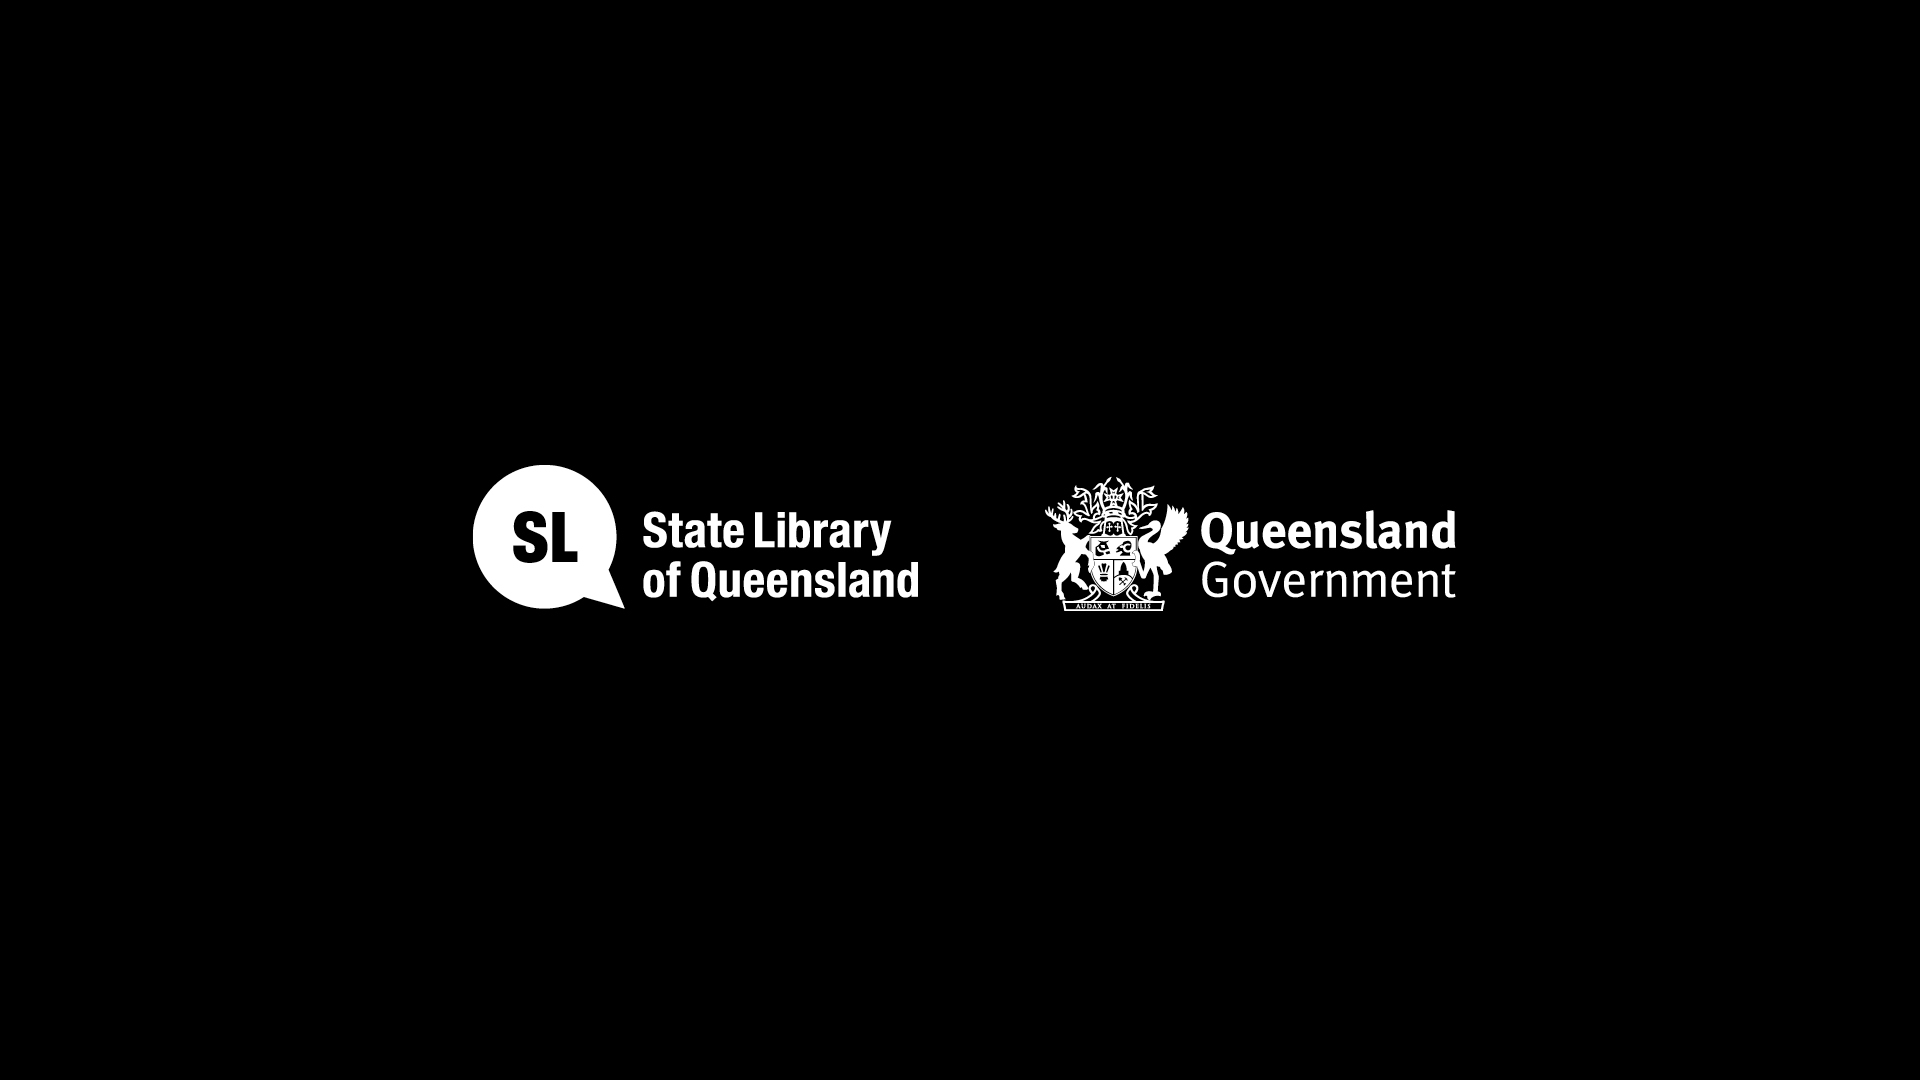 SL
State Library
of Queensland
Queensland
Government
AUDAX AT FIDELIS